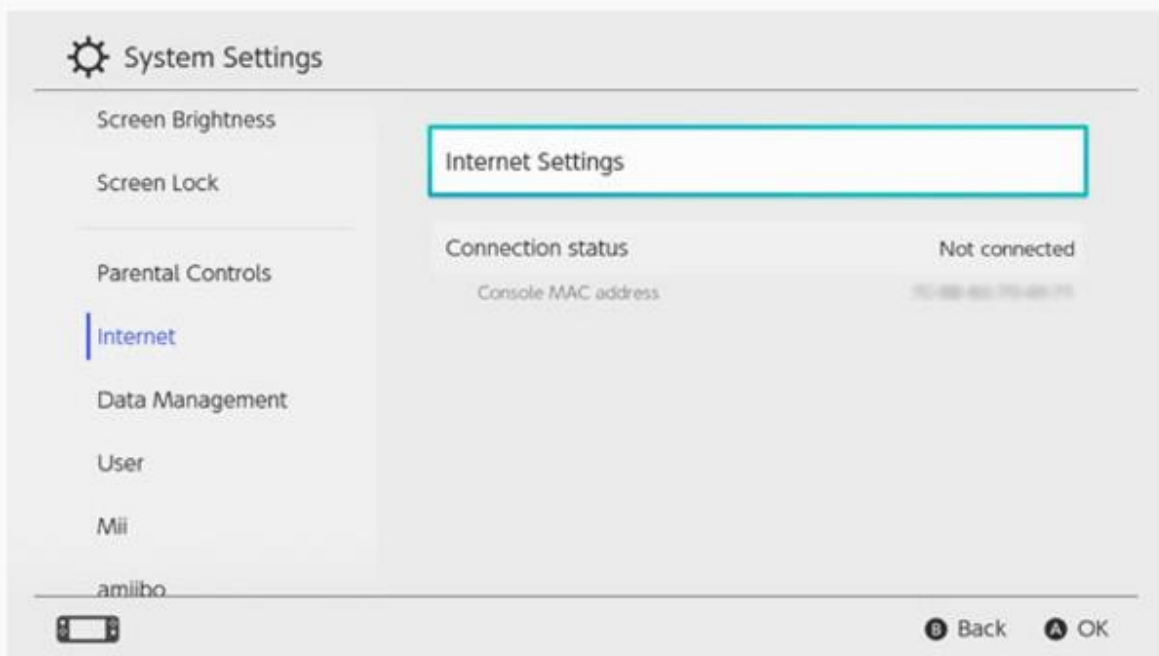 System Settings
Screen Brightness
Screen Lock
Parental Controls
Internet
Data Management
User
Mii
amiibo
Internet Settings
Connection status Not connected
Console MAC address
B Back A OK